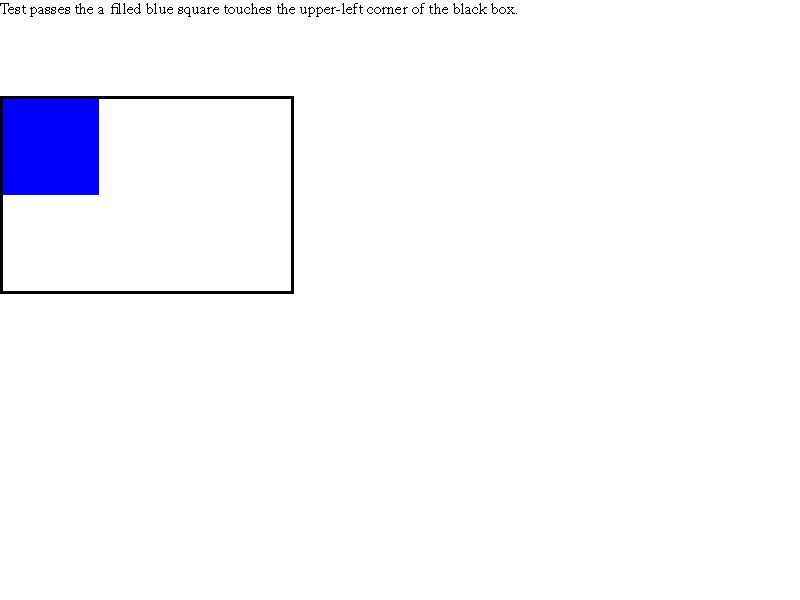 Test passes the a filled blue square touches the upper-left corner of the black box.